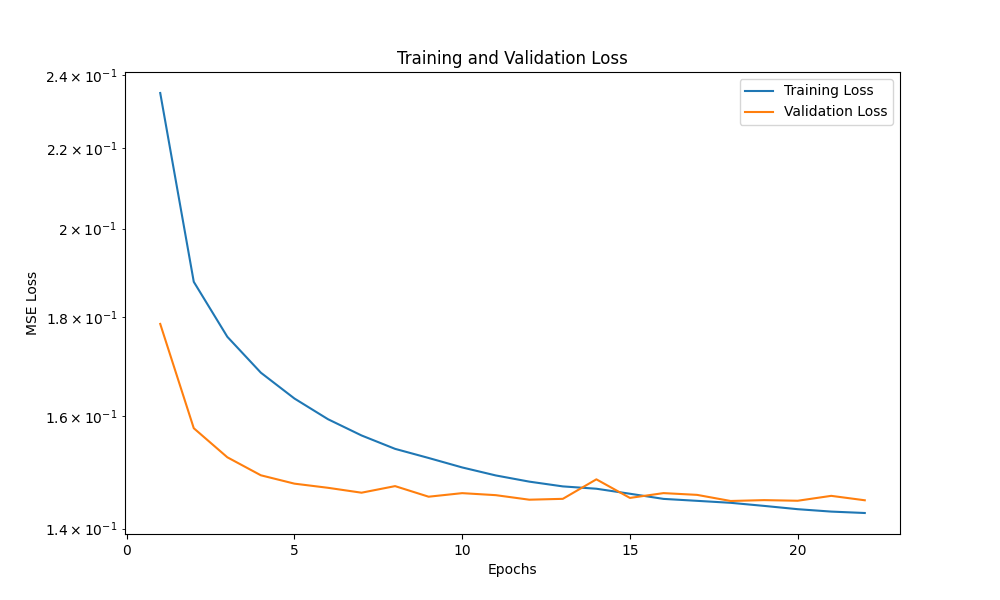 Training and Validation Loss
Training Loss
Validation Loss
2.4 × 10⁻¹
2.2 × 10⁻¹
2 × 10⁻¹
1.8 × 10⁻¹
1.6 × 10⁻¹
1.4 × 10⁻¹
MSE Loss
0 5 10 15 20
Epochs